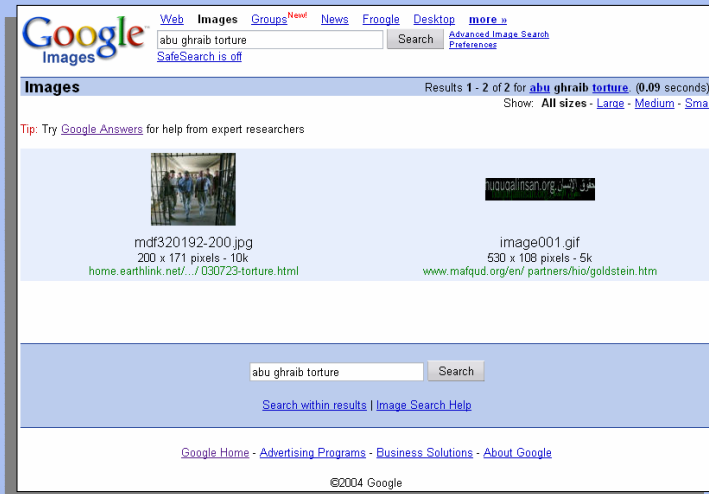 Google Images™
Web Images Groups New! News Froogle Desktop more »
abu ghraib torture Search Advanced Image Search
Preferences
SafeSearch is off
Images Results 1 - 2 of 2 for abu ghraib torture. (0.09 seconds)
Show: All sizes - Large - Medium - Sma
Tip: Try Google Answers for help from expert researchers
huquqalinsan.org حقوق الإنسان
mdf320192-200.jpg image001.gif
200 x 171 pixels - 10k 530 x 108 pixels - 5k
home.earthlink.net/.../ 030723-torture.html www.mafqud.org/en/ partners/hio/goldstein.htm
abu ghraib torture Search
Search within results | Image Search Help
Google Home - Advertising Programs - Business Solutions - About Google
©2004 Google